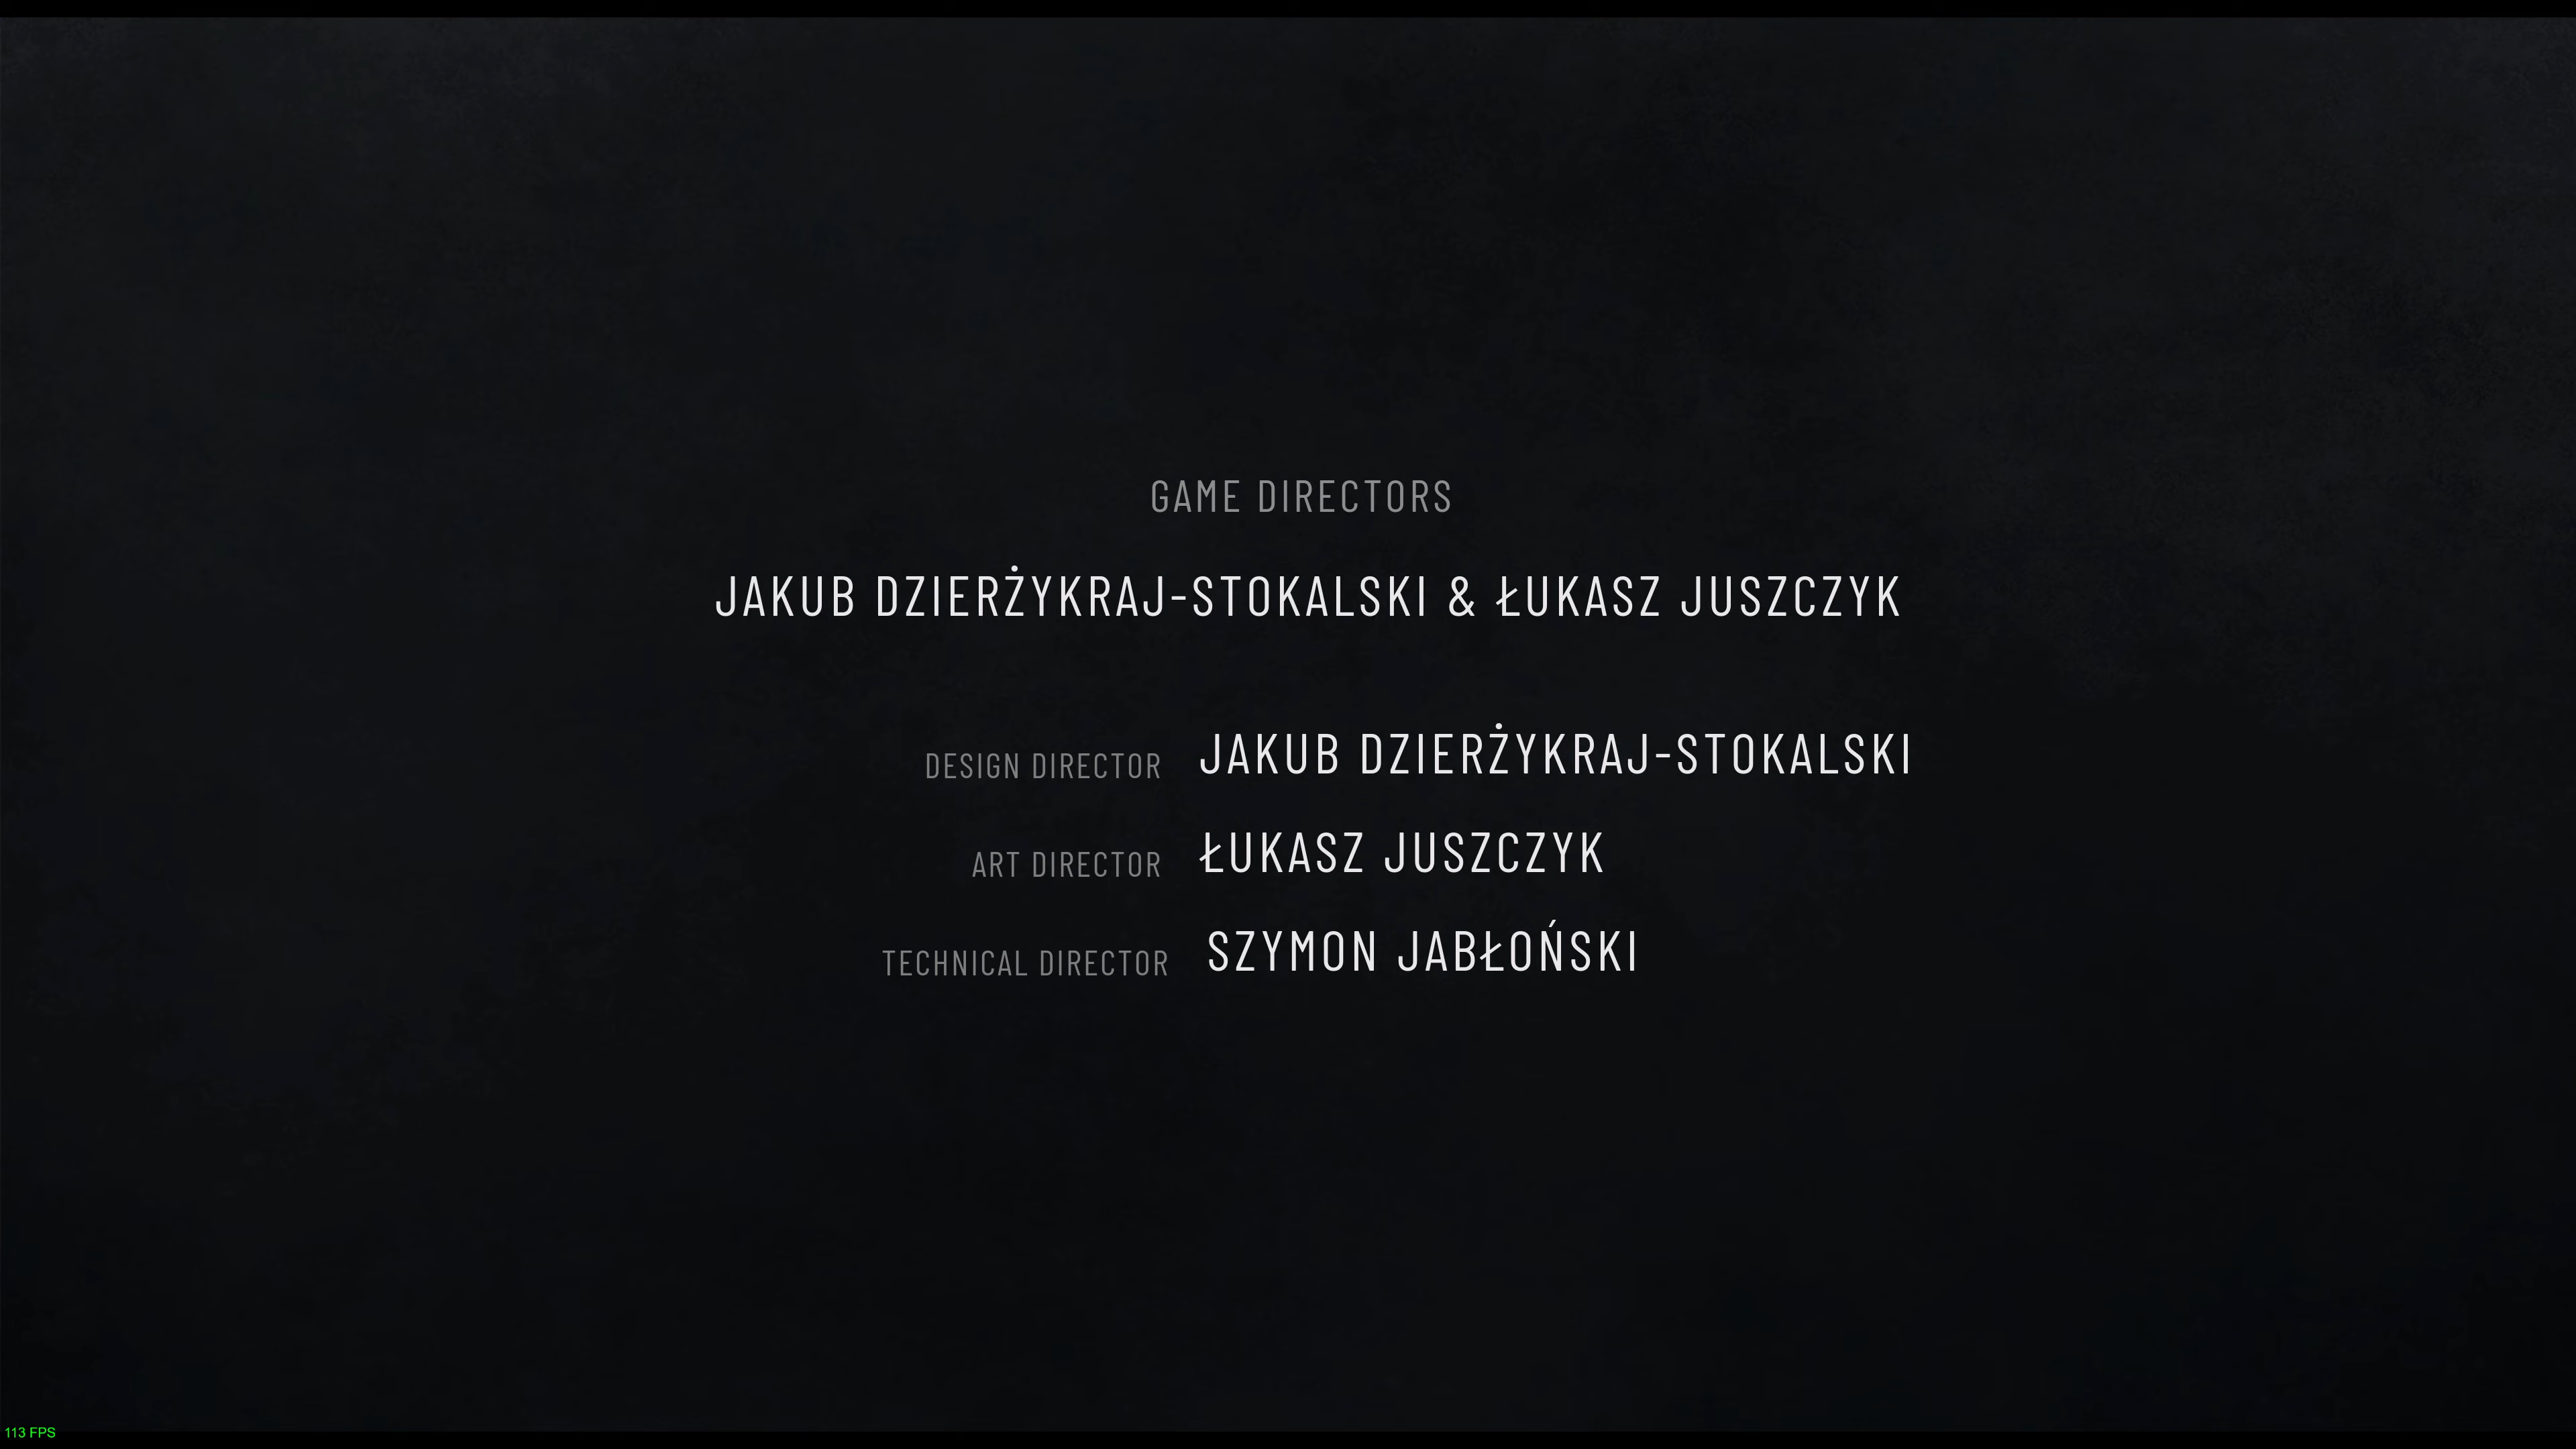 GAME DIRECTORS
JAKUB DZIERŻYKRAJ-STOKALSKI & ŁUKASZ JUSZCZYK
DESIGN DIRECTOR JAKUB DZIERŻYKRAJ-STOKALSKI
ART DIRECTOR ŁUKASZ JUSZCZYK
TECHNICAL DIRECTOR SZYMON JABŁOŃSKI
113 FPS